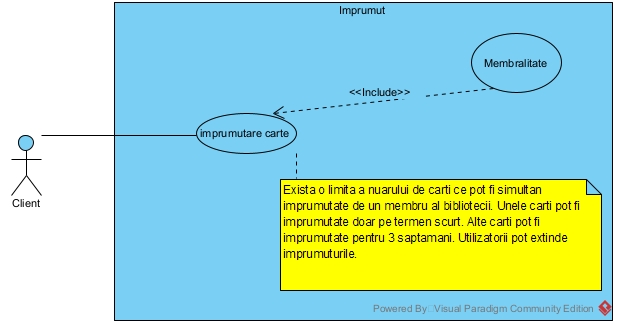 Imprumut
Membralitate
<<Include>>
imprumutare carte
Client
Exista o limita a nuarului de carti ce pot fi simultan
imprumutate de un membru al bibliotecii. Unele carti pot fi
imprumutate doar pe termen scurt. Alte carti pot fi
imprumutate pentru 3 saptamani. Utilizatorii pot extinde
imprumuturile.
Powered By: Visual Paradigm Community Edition